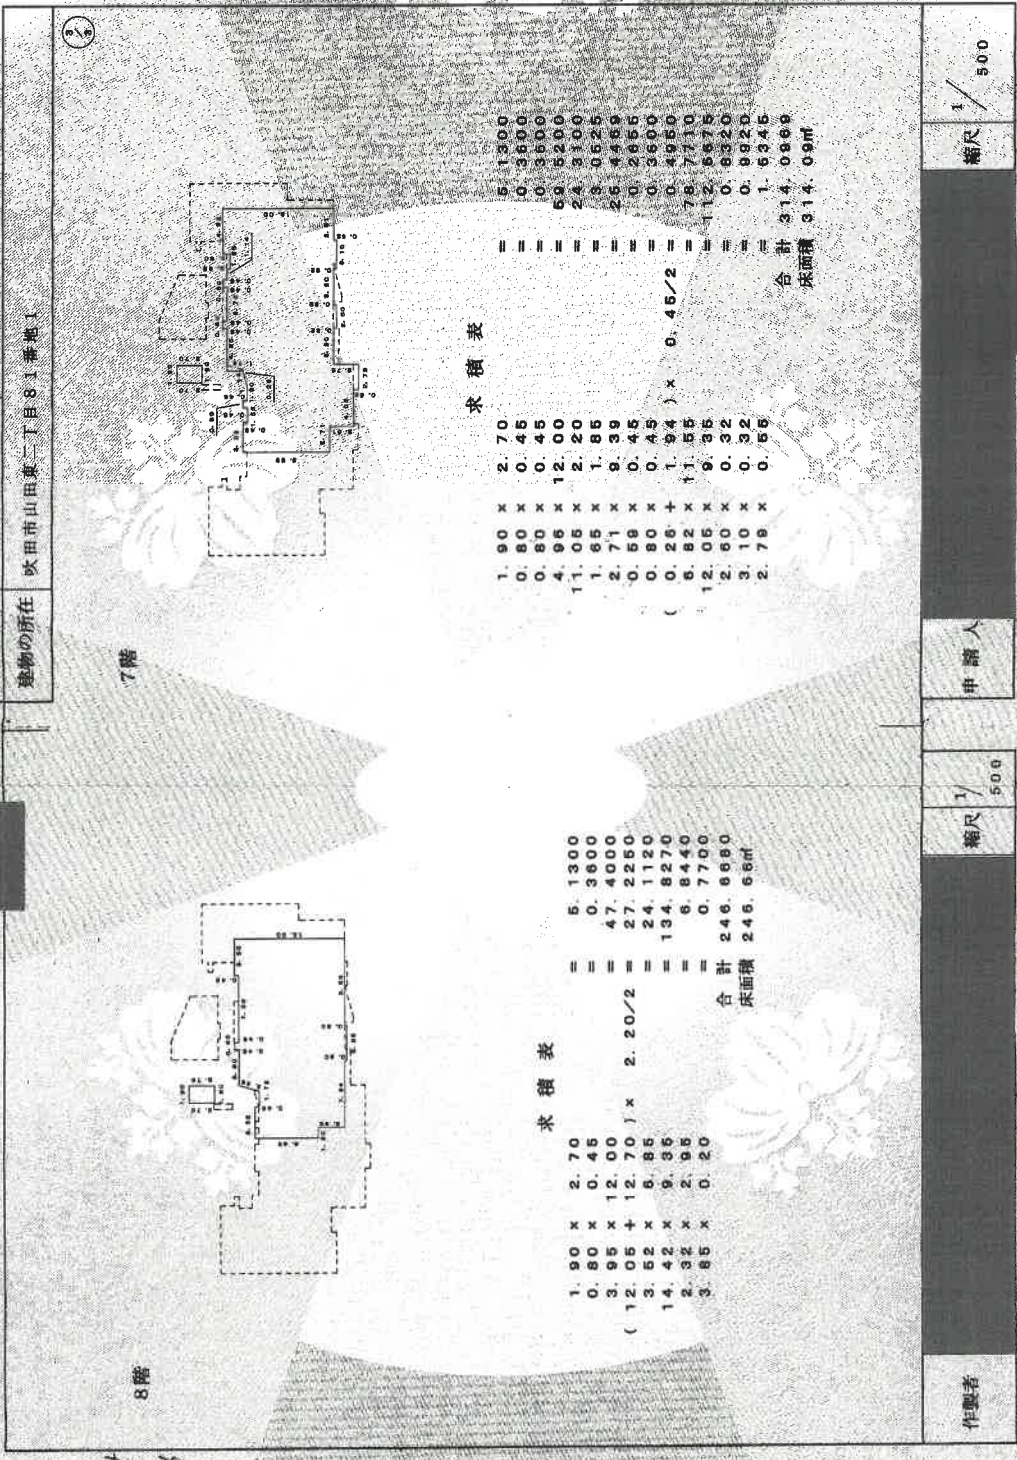 建物の所在
吹田市山田東二丁目81番地1
3/3
8階
求積表
1.90 × 2.70 = 5.1300
0.80 × 0.45 = 0.3600
3.95 × 12.00 = 47.4000
( 12.05 + 12.70 ) × 2.20/2 = 27.2250
3.52 × 6.85 = 24.1120
14.42 × 9.35 = 134.8270
2.32 × 2.95 = 6.8440
3.85 × 0.20 = 0.7700
合計 246.6680
床面積 246.66㎡
7階
求積表
1.90 × 2.70 = 5.1300
0.80 × 0.45 = 0.3600
0.80 × 0.45 = 0.3600
4.96 × 12.00 = 59.5200
11.05 × 2.20 = 24.3100
1.65 × 1.85 = 3.0525
2.71 × 9.39 = 25.4469
0.59 × 0.45 = 0.2655
0.80 × 0.45 = 0.3600
( 0.26 + 1.94 ) × 0.45/2 = 0.4950
6.82 × 11.55 = 78.7710
12.05 × 9.35 = 112.6675
2.60 × 0.32 = 0.8320
3.10 × 0.32 = 0.9920
2.79 × 0.55 = 1.5345
合計 314.0969
床面積 314.09㎡
作製者
縮尺 1/500
申請人
縮尺 1/500